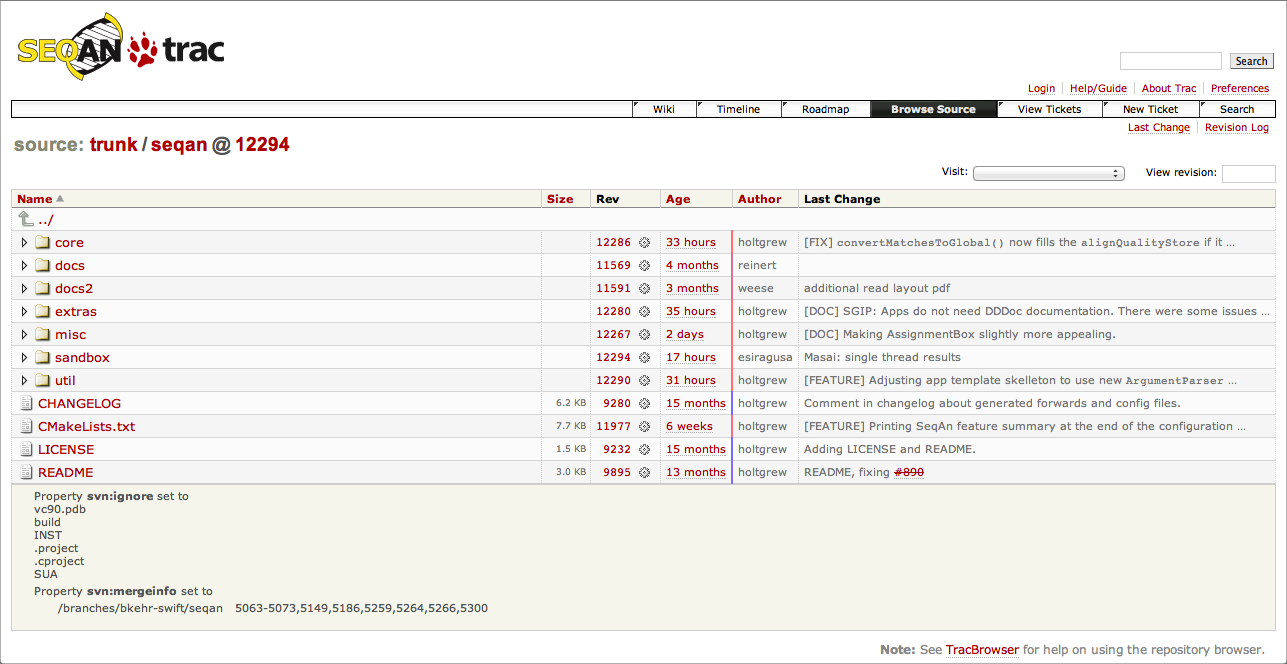 SEQAN trac
Search
Login Help/Guide About Trac Preferences
Wiki Timeline Roadmap Browse Source View Tickets New Ticket Search
Last Change Revision Log
source: trunk / seqan @ 12294
Visit: View revision:
Name Size Rev Age Author Last Change
../
core 12286 33 hours holtgrew [FIX] convertMatchesToGlobal() now fills the alignQualityStore if it …
docs 11569 4 months reinert
docs2 11591 3 months weese additional read layout pdf
extras 12280 35 hours holtgrew [DOC] SGIP: Apps do not need DDDoc documentation. There were some issues …
misc 12267 2 days holtgrew [DOC] Making AssignmentBox slightly more appealing.
sandbox 12294 17 hours esiragusa Masai: single thread results
util 12290 31 hours holtgrew [FEATURE] Adjusting app template skelleton to use new ArgumentParser …
CHANGELOG 6.2 KB 9280 15 months holtgrew Comment in changelog about generated forwards and config files.
CMakeLists.txt 7.7 KB 11977 6 weeks holtgrew [FEATURE] Printing SeqAn feature summary at the end of the configuration …
LICENSE 1.5 KB 9232 15 months holtgrew Adding LICENSE and README.
README 3.0 KB 9895 13 months holtgrew README, fixing #890
Property svn:ignore set to
vc90.pdb
build
INST
.project
.cproject
SUA
Property svn:mergeinfo set to
/branches/bkehr-swift/seqan 5063-5073,5149,5186,5259,5264,5266,5300
Note: See TracBrowser for help on using the repository browser.